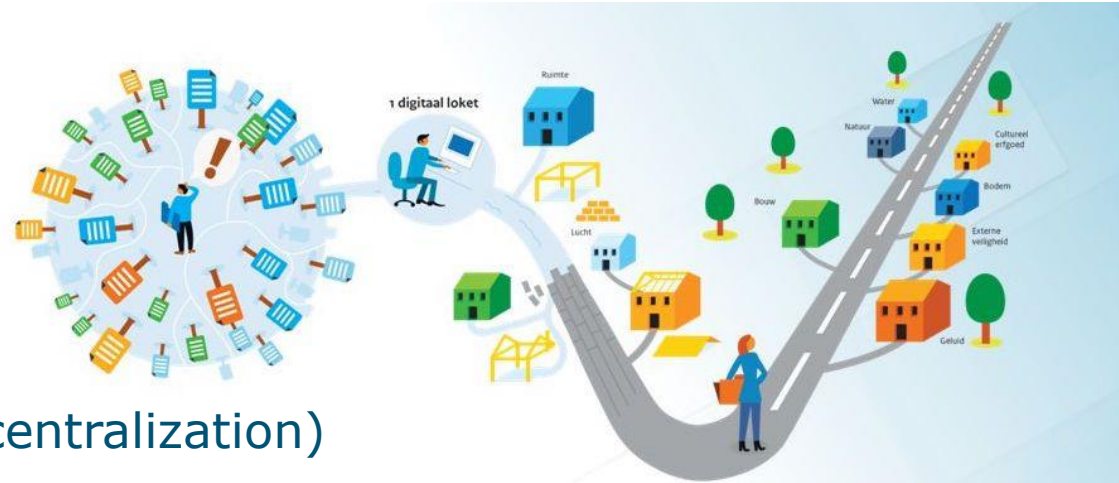 1 digitaal loket
Ruimte
Lucht
Bouw
Water
Natuur
Cultureel
erfgoed
Bodem
Externe
veiligheid
Geluid
centralization)